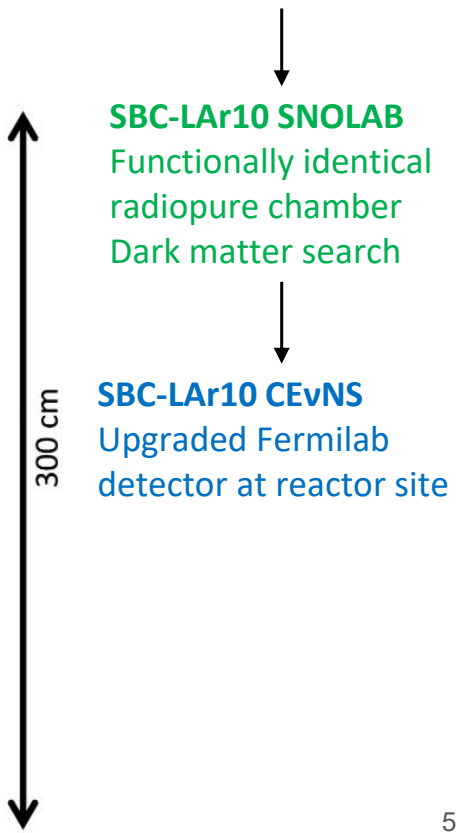 SBC-LAr10 SNOLAB
Functionally identical
radiopure chamber
Dark matter search
300 cm
SBC-LAr10 CEνNS
Upgraded Fermilab
detector at reactor site
5